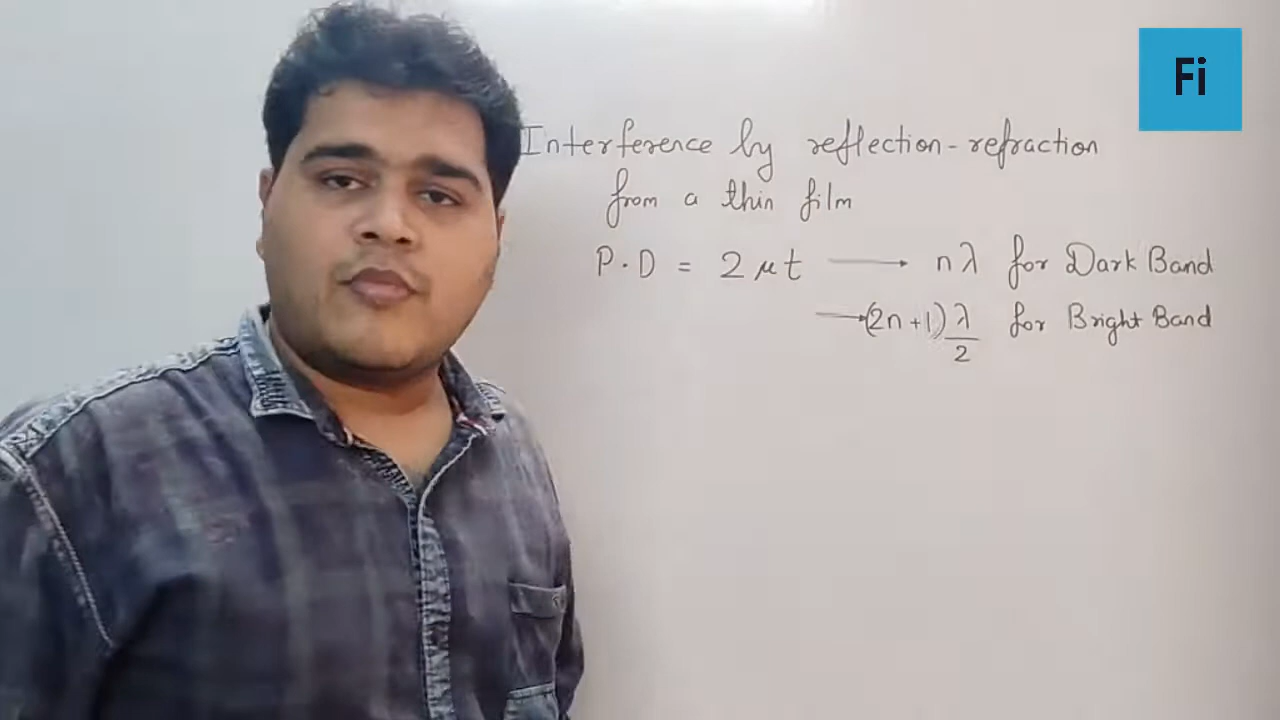 Fi
Interference by reflection-refraction
from a thin film
P.D = 2μt → nλ for Dark Band
→ (2n+1) λ/2 for Bright Band